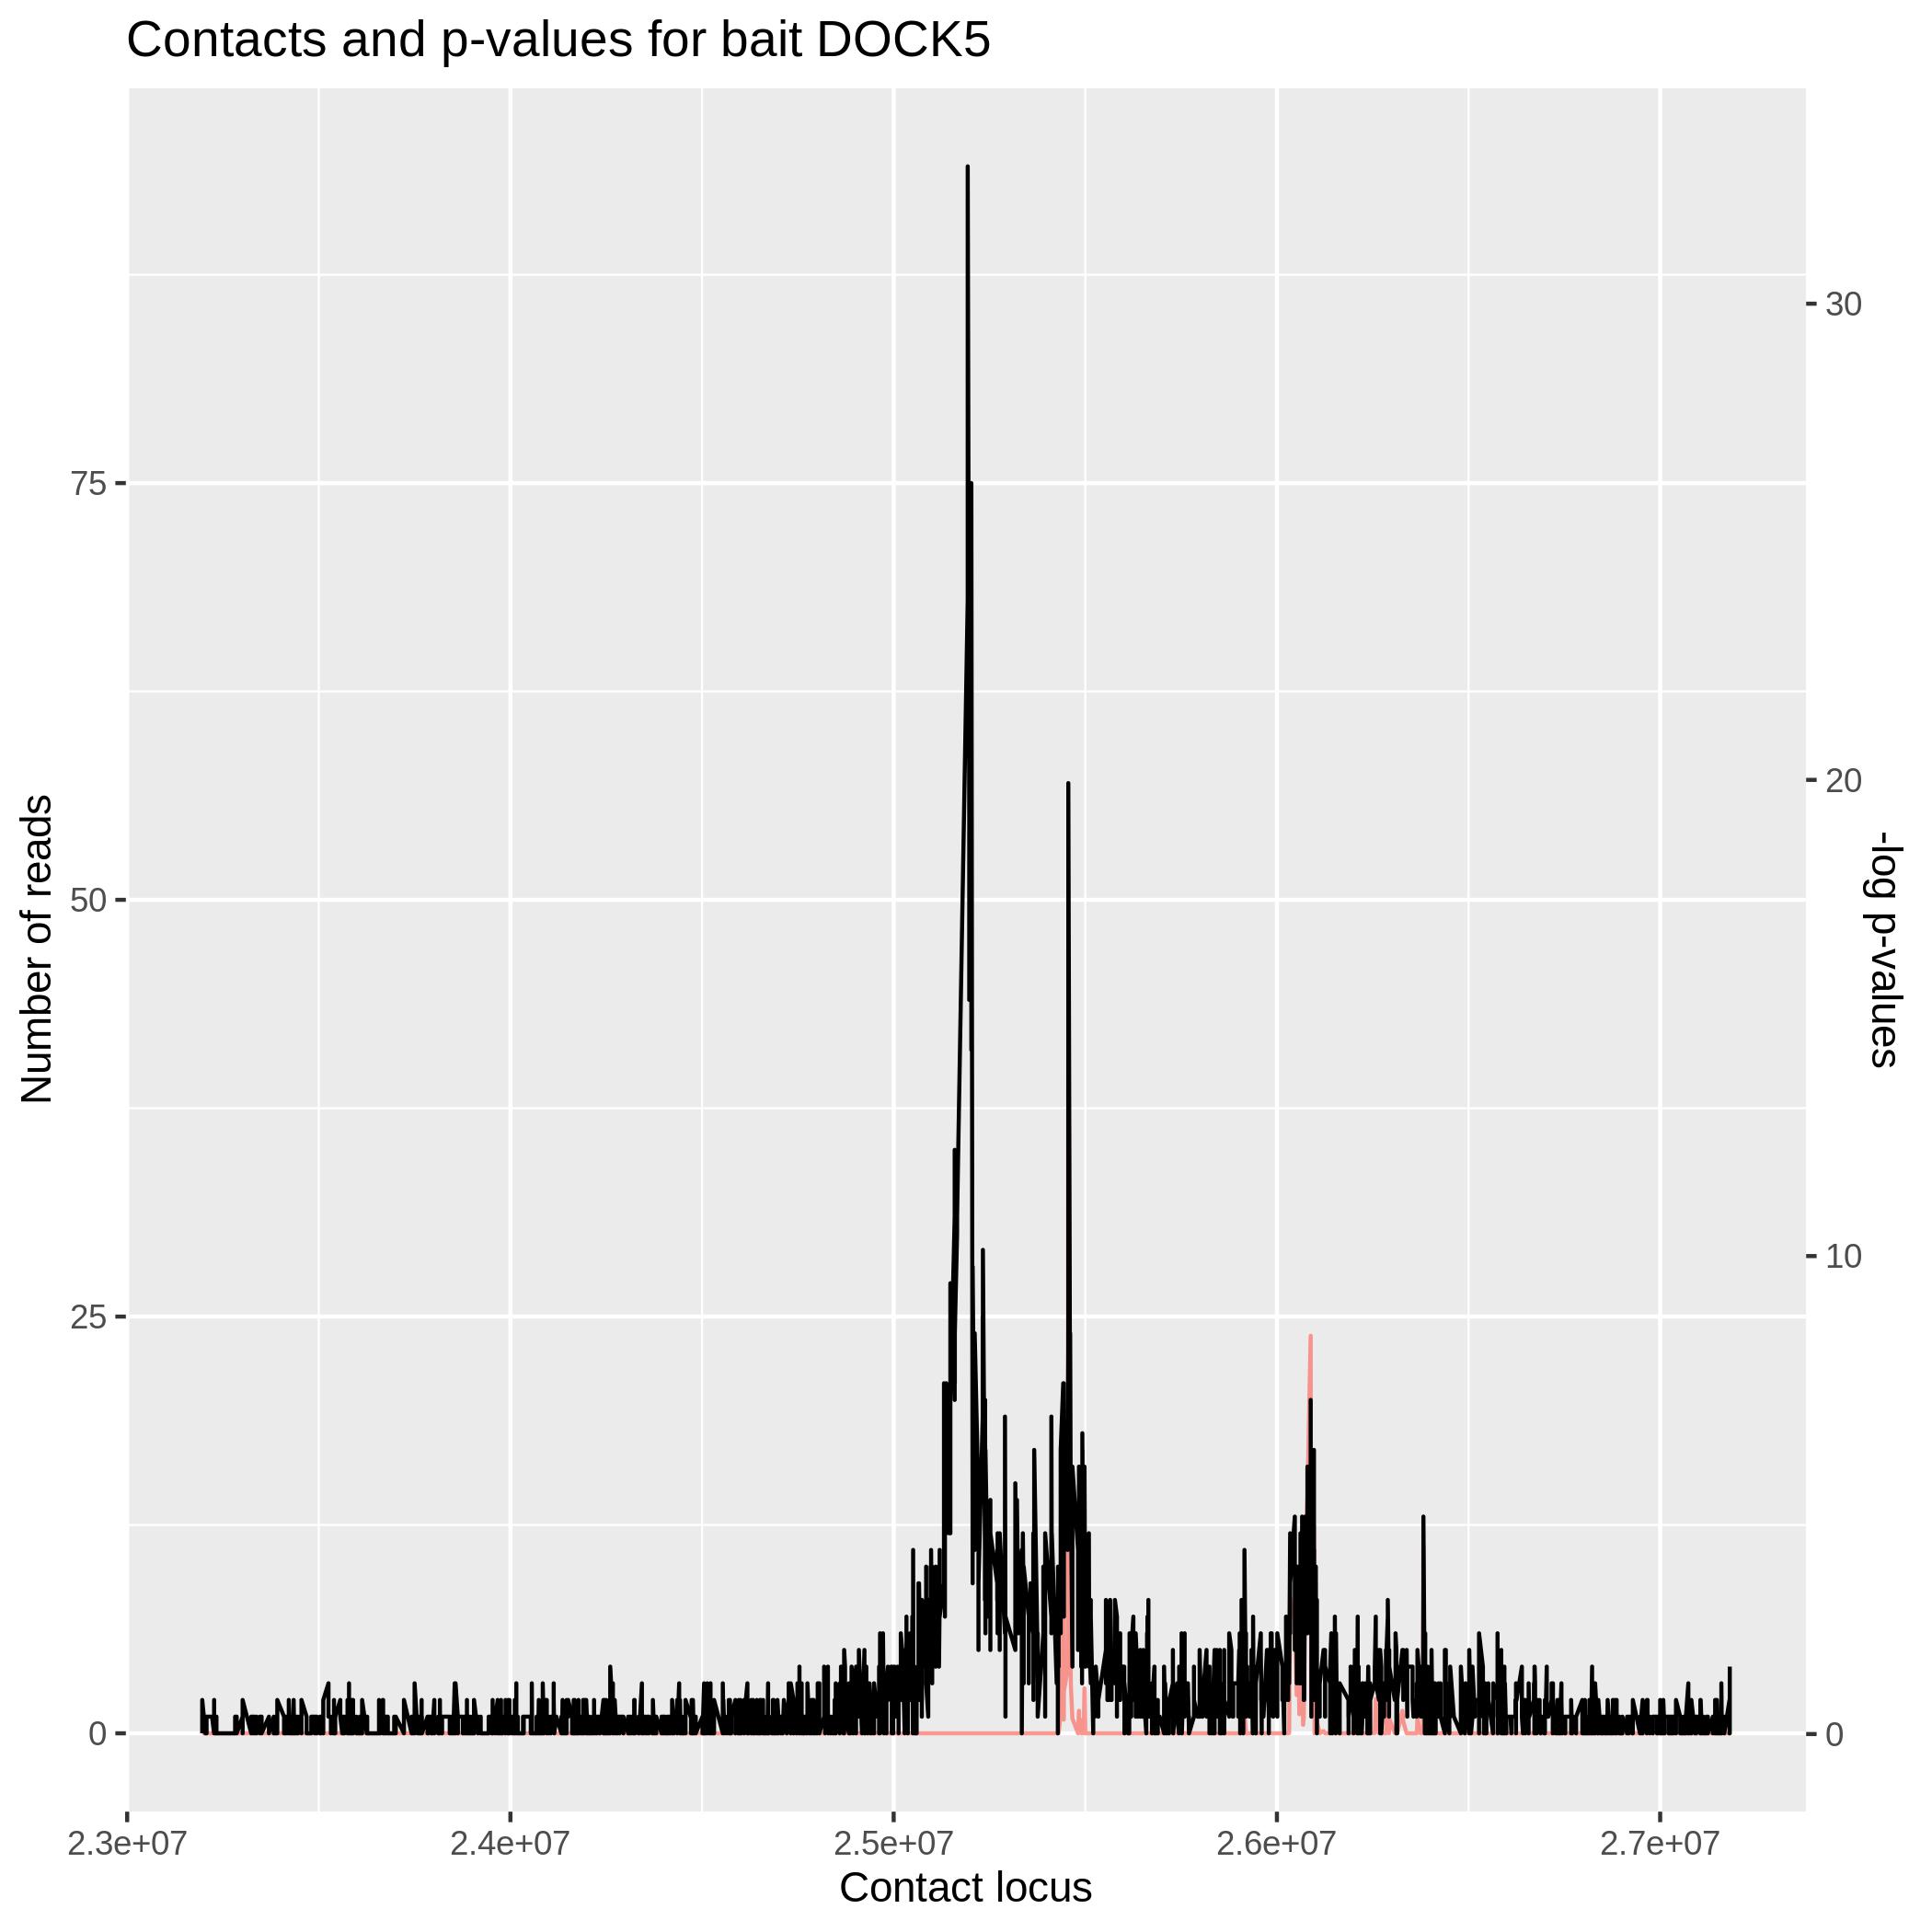 Contacts and p-values for bait DOCK5
Number of reads
75
50
25
0
30
20
10
0
-log p-values
2.3e+07
2.4e+07
2.5e+07
2.6e+07
2.7e+07
Contact locus